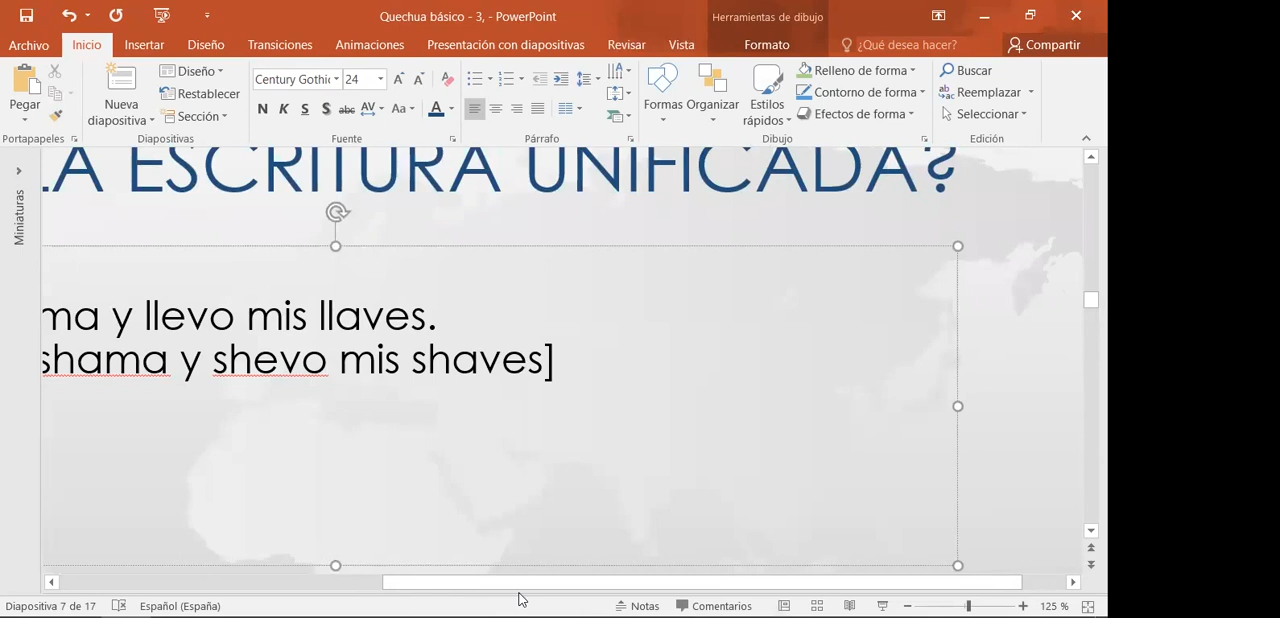 Quechua básico - 3, - PowerPoint
Herramientas de dibujo
Archivo
Inicio
Insertar
Diseño
Transiciones
Animaciones
Presentación con diapositivas
Revisar
Vista
Formato
¿Qué desea hacer?
Compartir
Pegar
Nueva
diapositiva
Diseño
Restablecer
Sección
Century Gothic
24
N K S S abc AV Aa A
Formas
Organizar
Estilos
rápidos
Relleno de forma
Contorno de forma
Efectos de forma
Buscar
Reemplazar
Seleccionar
Portapapeles
Diapositivas
Fuente
Párrafo
Dibujo
Edición
Miniaturas
LA ESCRITURA UNIFICADA?
ma y llevo mis llaves.
shama y shevo mis shaves]
Diapositiva 7 de 17
Español (España)
Notas
Comentarios
125 %